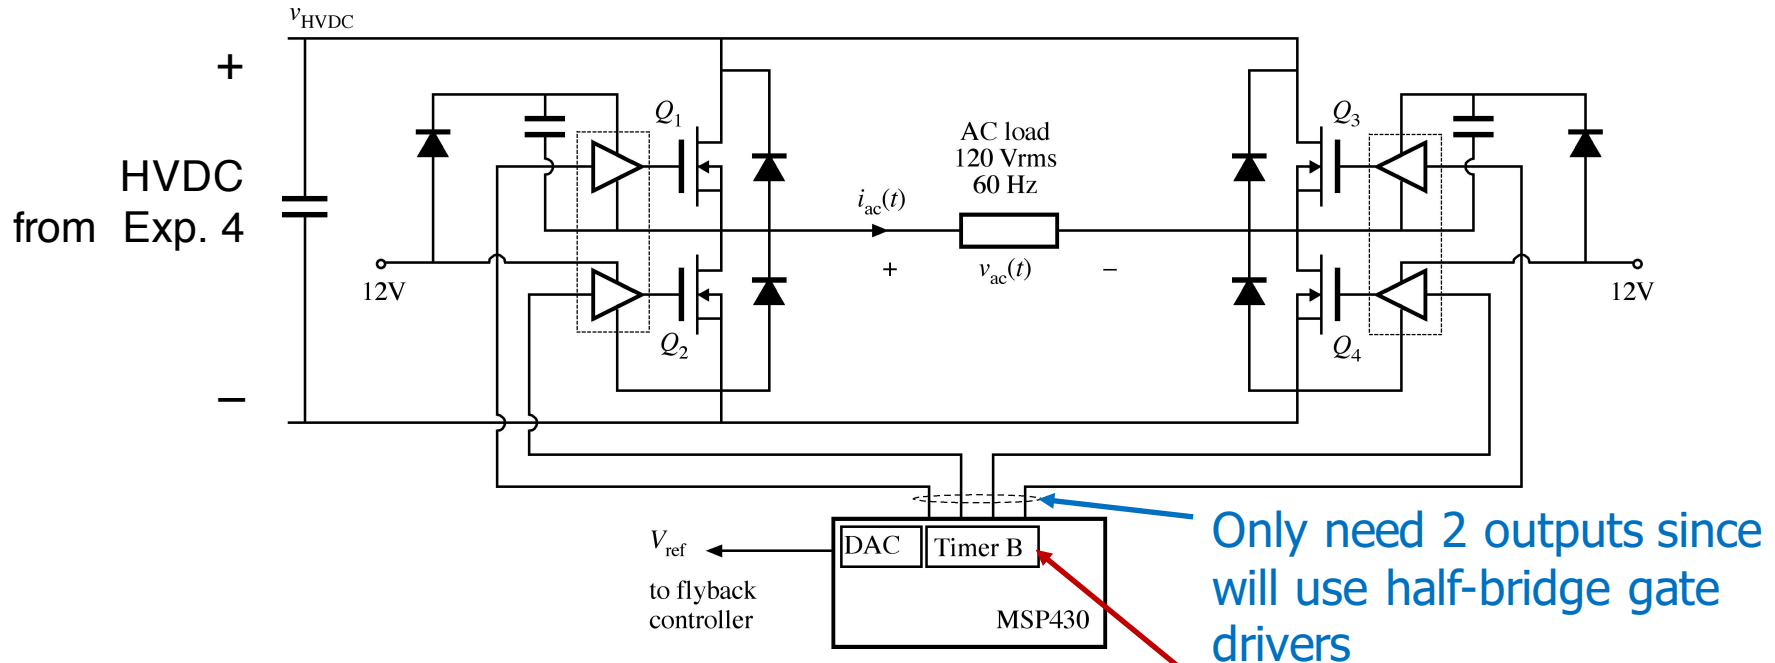 vHVDC
+
HVDC
from Exp. 4
–
Q1
Q2
12V
AC load
120 Vrms
60 Hz
iac(t)
+ vac(t) –
Q3
Q4
12V
Vref
to flyback
controller
DAC
Timer B
MSP430
Only need 2 outputs since
will use half-bridge gate
drivers